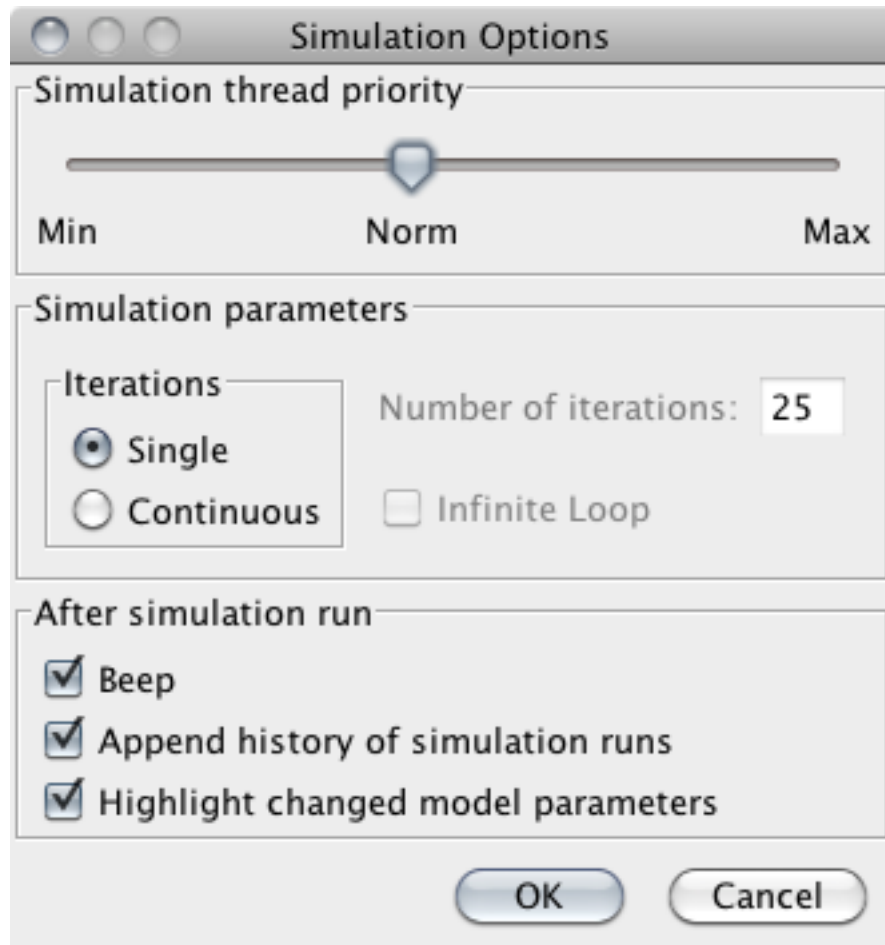 Simulation Options
Simulation thread priority
Min Norm Max
Simulation parameters
Iterations
Number of iterations: 25
Single
Continuous
Infinite Loop
After simulation run
Beep
Append history of simulation runs
Highlight changed model parameters
OK Cancel